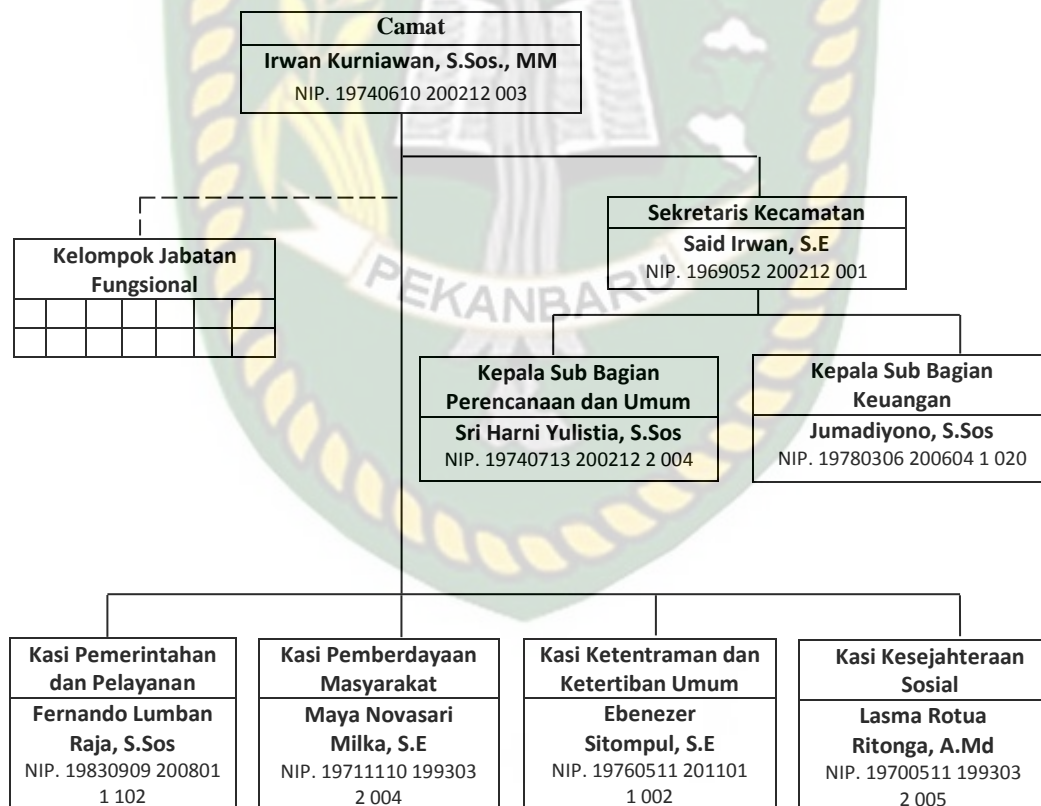 Camat
Irwan Kurniawan, S.Sos., MM
NIP. 19740610 200212 003
Sekretaris Kecamatan
Said Irwan, S.E
NIP. 1969052 200212 001
Kelompok Jabatan
Fungsional
PEKANBARU
Kepala Sub Bagian
Perencanaan dan Umum
Sri Harni Yulistia, S.Sos
NIP. 19740713 200212 2 004
Kepala Sub Bagian
Keuangan
Jumadiyono, S.Sos
NIP. 19780306 200604 1 020
Kasi Pemerintahan
dan Pelayanan
Fernando Lumban
Raja, S.Sos
NIP. 19830909 200801
1 102
Kasi Pemberdayaan
Masyarakat
Maya Novasari
Milka, S.E
NIP. 19711110 199303
2 004
Kasi Ketentraman dan
Ketertiban Umum
Ebenezer
Sitompul, S.E
NIP. 19760511 201101
1 002
Kasi Kesejahteraan
Sosial
Lasma Rotua
Ritonga, A.Md
NIP. 19700511 199303
2 005